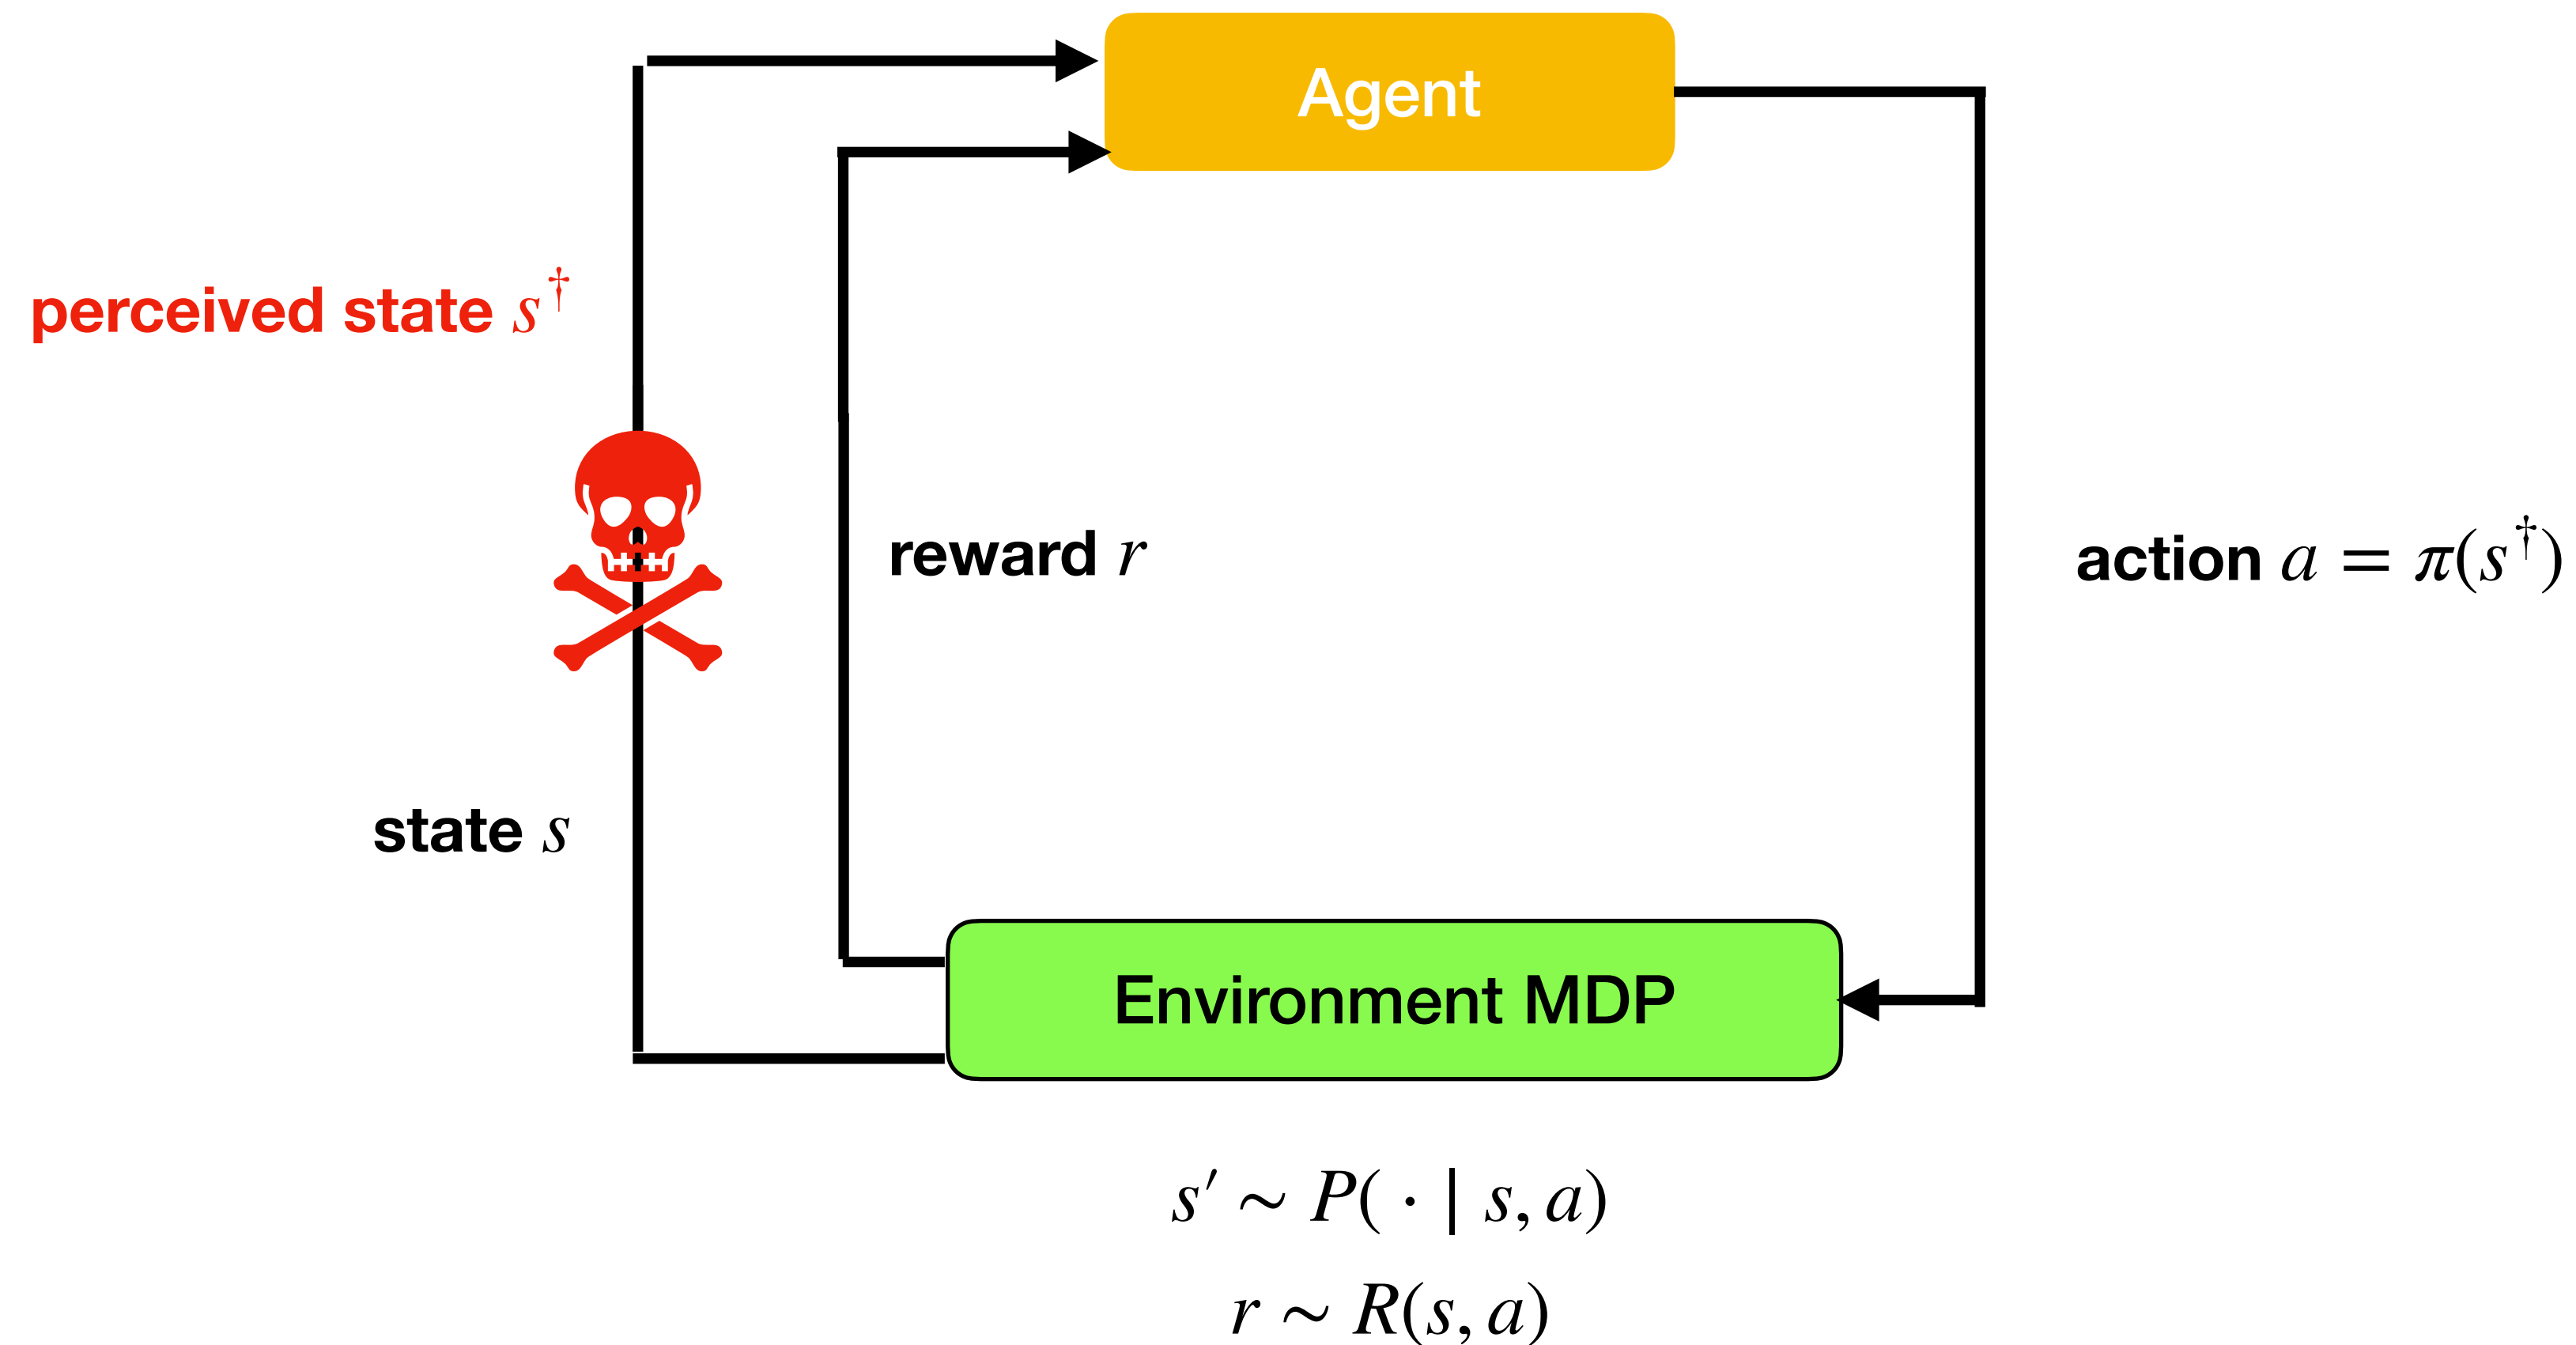 Agent
perceived state s†
reward r
action a = π(s†)
state s
Environment MDP
s′ ∼ P( · | s, a)
r ∼ R(s, a)